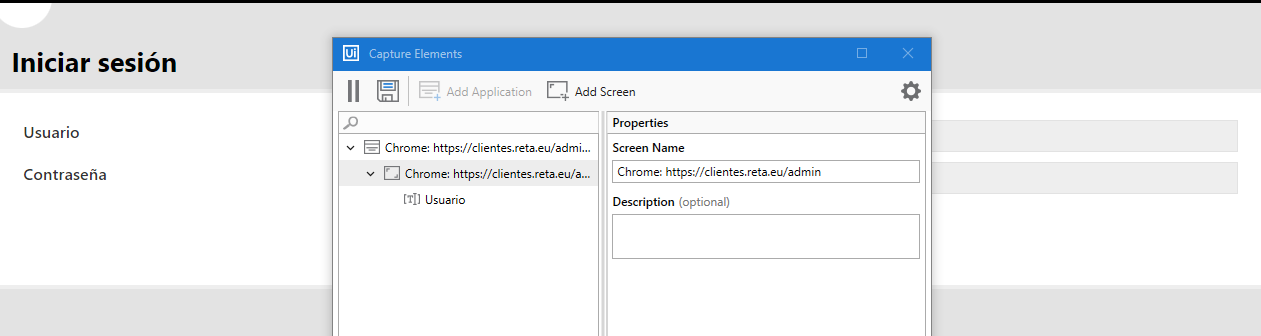 Iniciar sesión
Usuario
Contraseña
Ui Capture Elements
Add Application Add Screen
Chrome: https://clientes.reta.eu/admi...
Chrome: https://clientes.reta.eu/a...
Usuario
Properties
Screen Name
Chrome: https://clientes.reta.eu/admin
Description (optional)